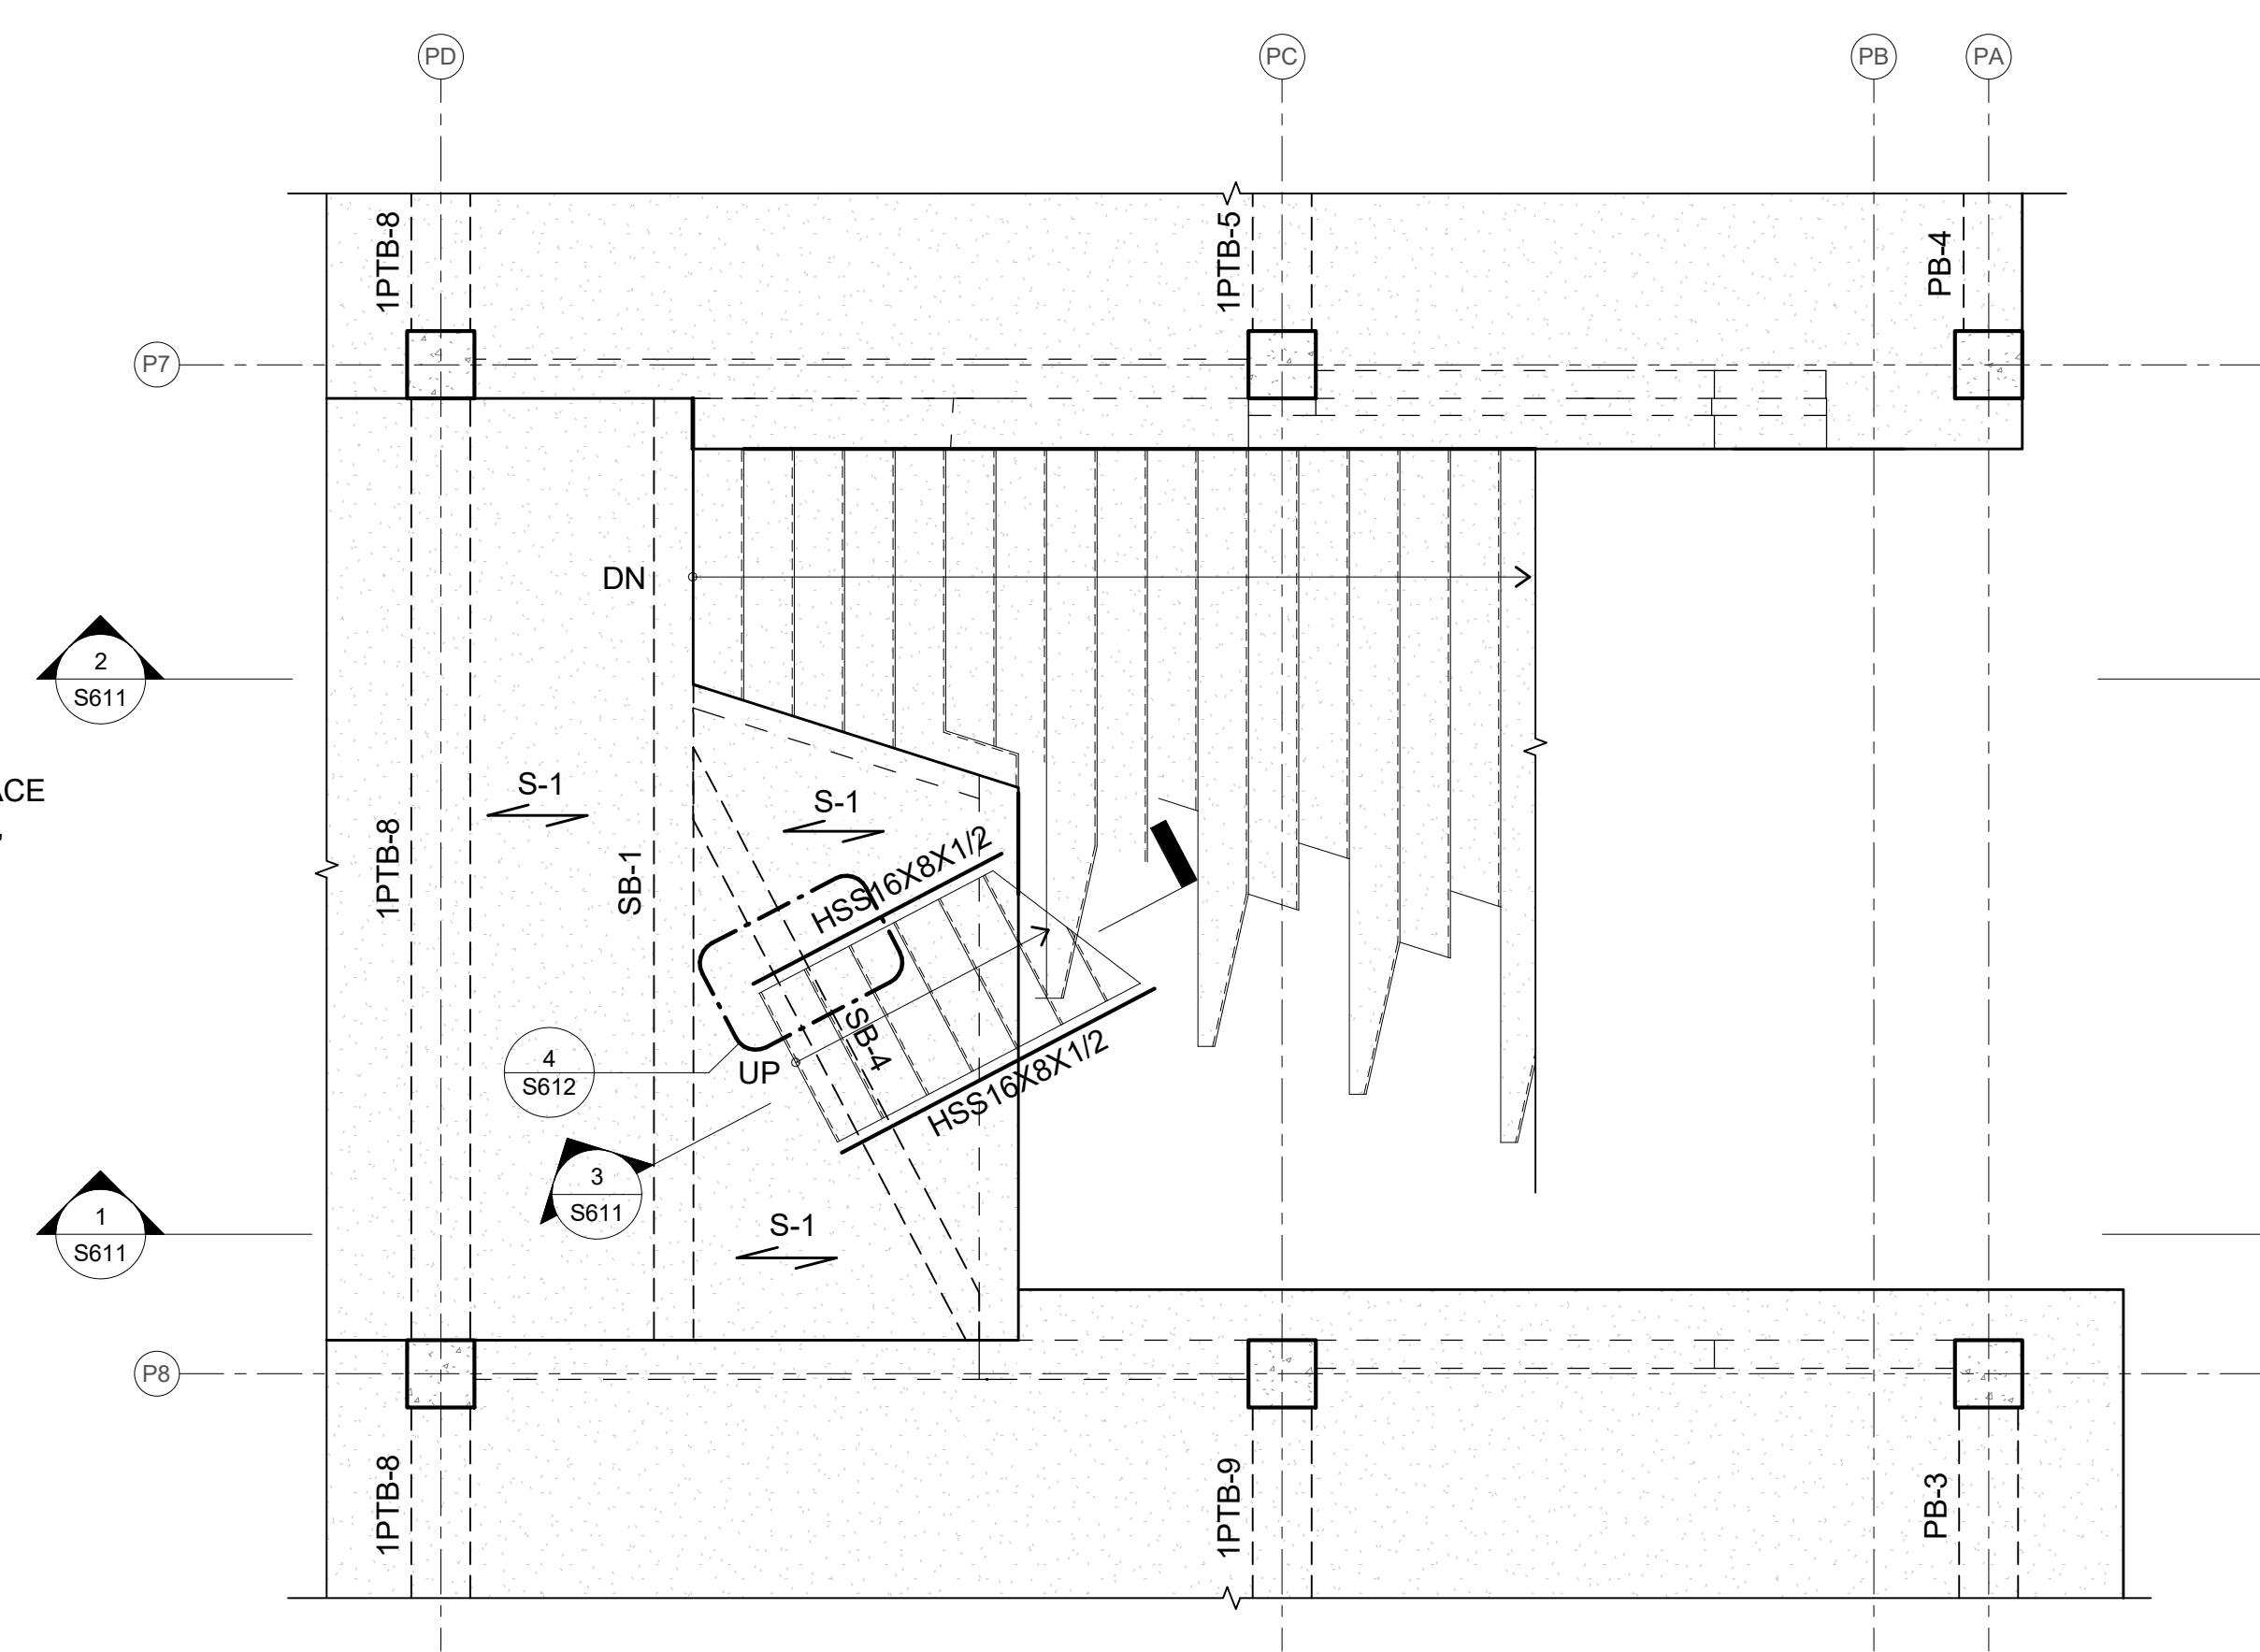 PD
PC
PB
PA
1PTB-8
1PTB-5
PB-4
P7
DN
2
S611
ACE
,
S-1
S-1
1PTB-8
SB-1
HSS16X8X1/2
SB-4
4
S612
UP
HSS16X8X1/2
3
S611
1
S611
S-1
P8
1PTB-8
1PTB-9
PB-3